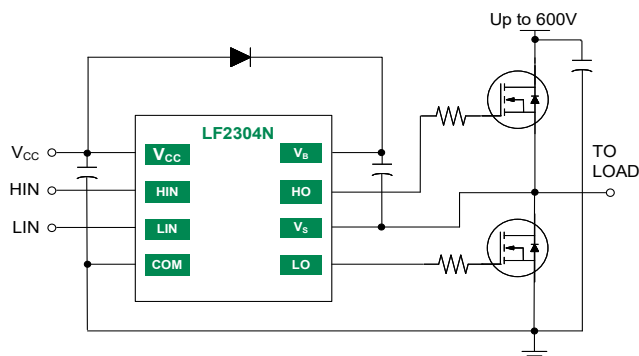 Up to 600V
LF2304N
VCC
VCC
VB
TO
LOAD
HIN
HIN
HO
LIN
LIN
VS
COM
LO